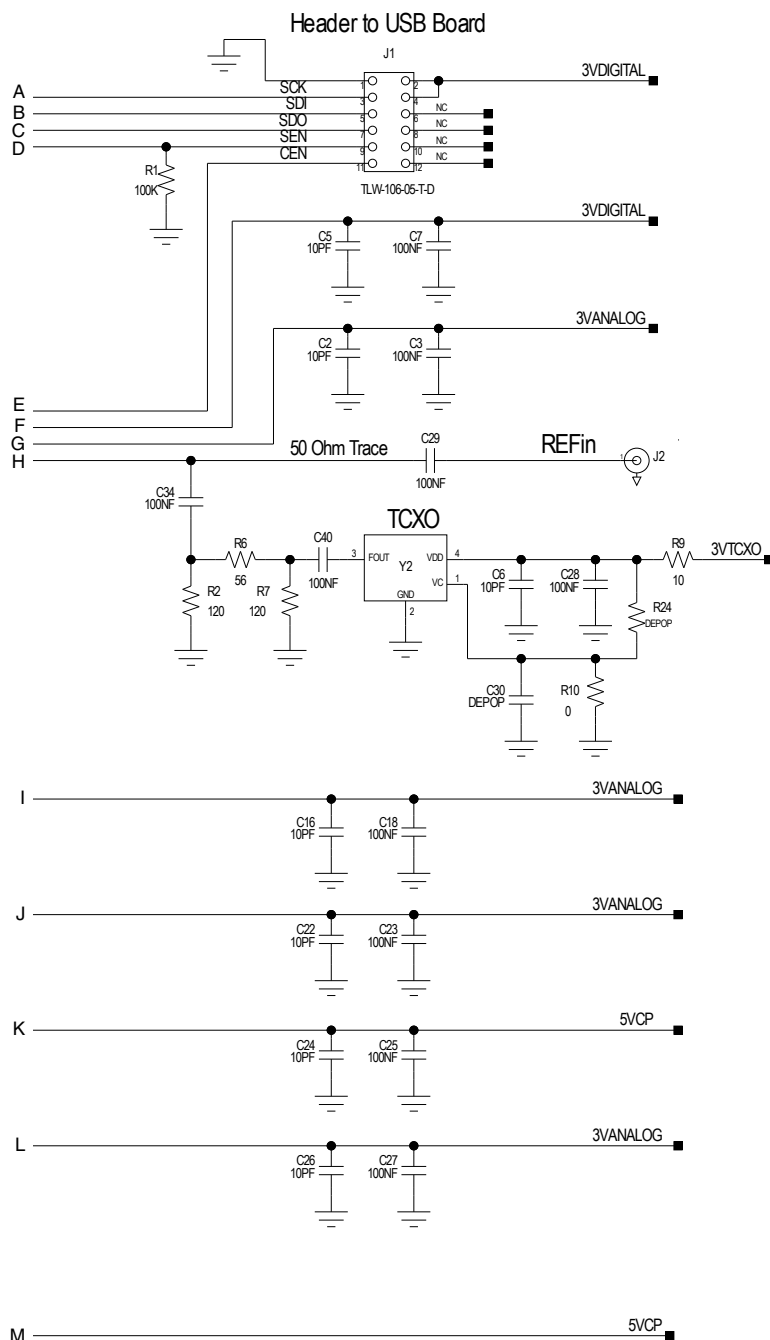 Header to USB Board
J1
3VDIGITAL
A SCK 1 2
B SDI 3 4 NC
C SDO 5 6 NC
D SEN 7 8 NC
CEN 9 10 NC
11 12
R1
100K
TLW-106-05-T-D
3VDIGITAL
C5
10PF
C7
100NF
3VANALOG
C2
10PF
C3
100NF
E
F
G
H
50 Ohm Trace
C29
100NF
REFin
1
J2
C34
100NF
TCXO
R6
56
C40
100NF
3 FOUT Y2 VDD 4
VC 1
GND
2
R2
120
R7
120
C6
10PF
C28
100NF
R9
10
3VTCXO
R24
DEPOP
C30
DEPOP
R10
0
I
3VANALOG
C16
10PF
C18
100NF
J
3VANALOG
C22
10PF
C23
100NF
K
5VCP
C24
10PF
C25
100NF
L
3VANALOG
C26
10PF
C27
100NF
M
5VCP